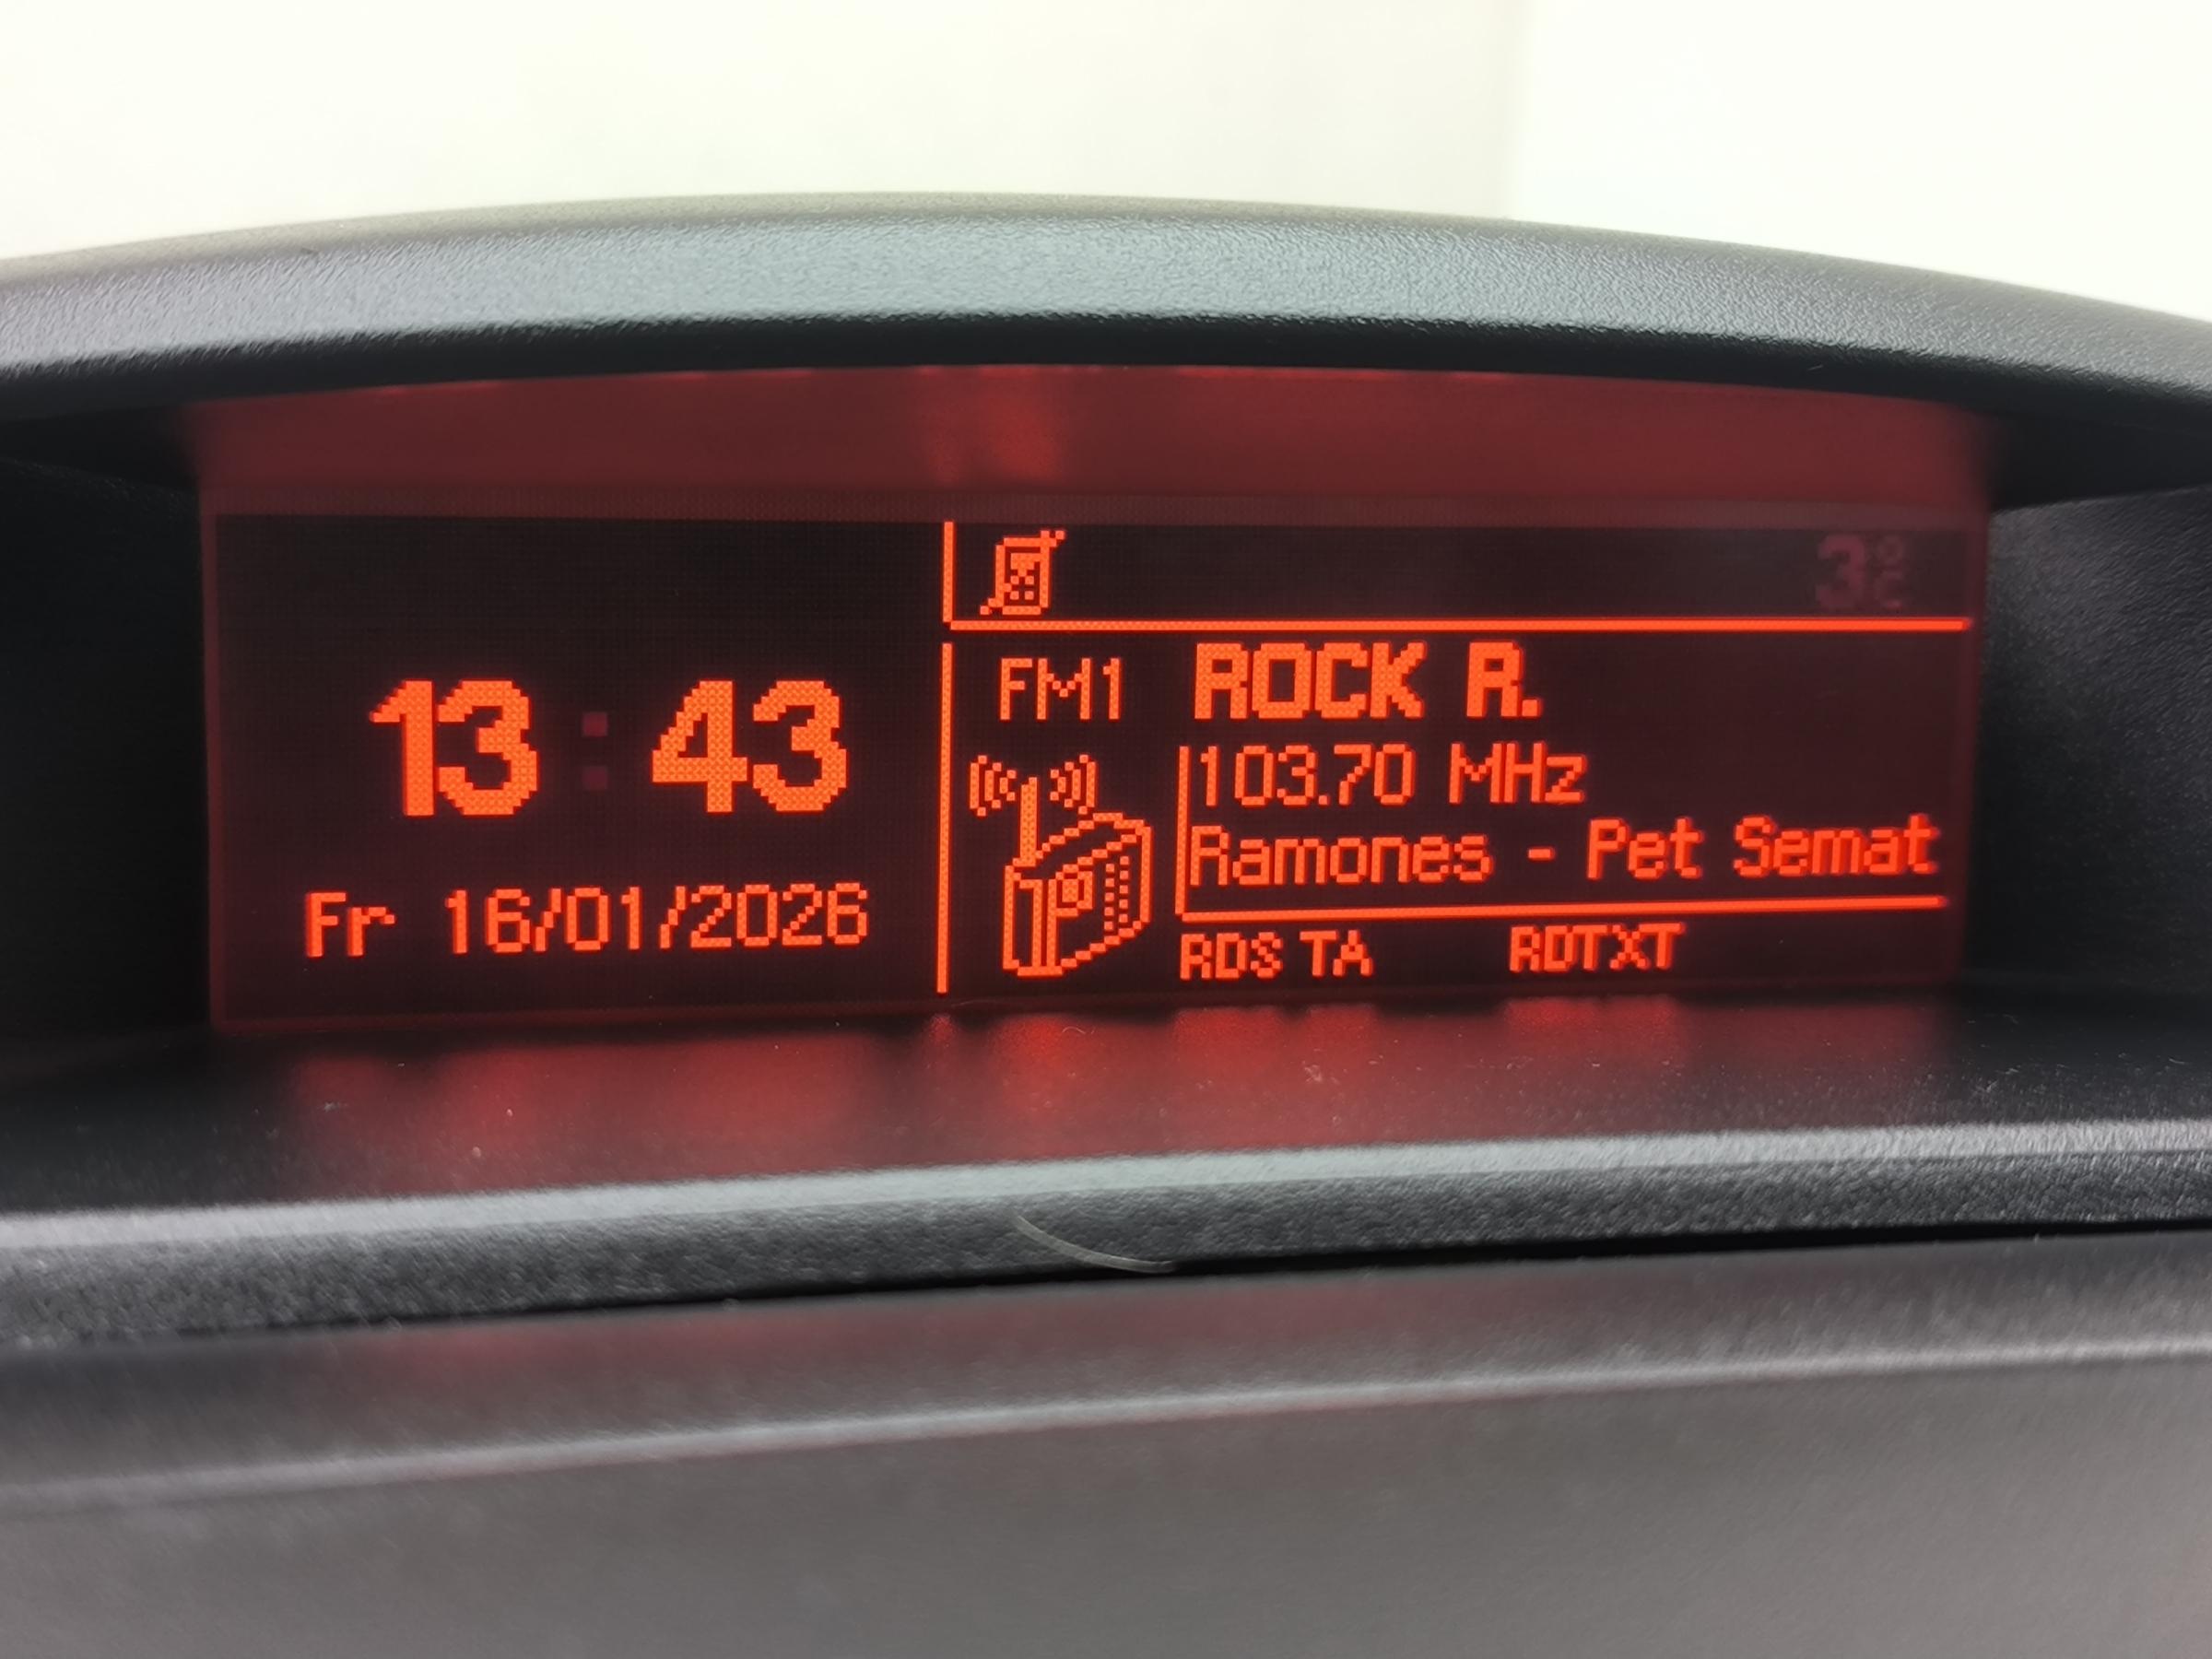 3°C
13:43
Fr 16/01/2026
FM1 ROCK R.
103.70 MHz
Ramones - Pet Semat
RDS TA RDTXT